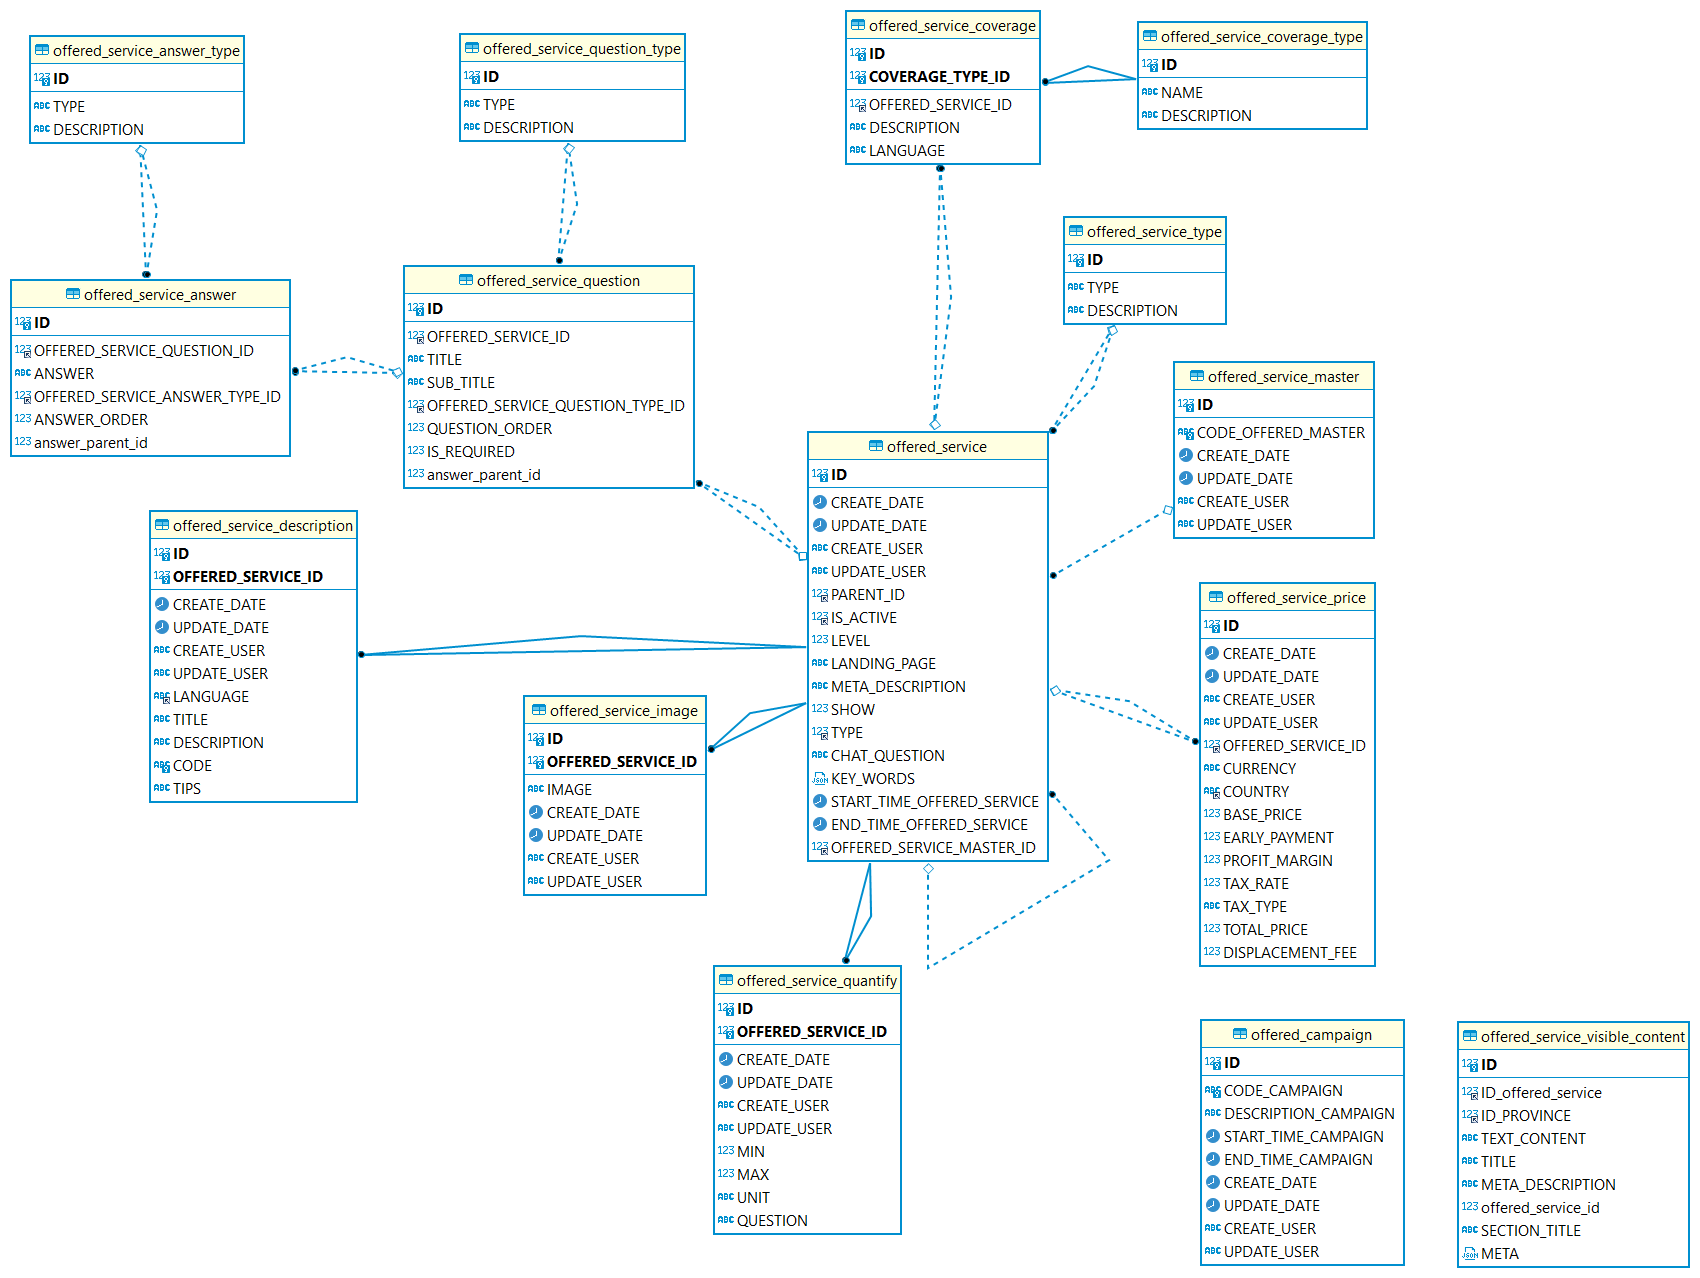 offered_service_answer_type
ID
TYPE
DESCRIPTION
offered_service_question_type
ID
TYPE
DESCRIPTION
offered_service_coverage
ID
COVERAGE_TYPE_ID
OFFERED_SERVICE_ID
DESCRIPTION
LANGUAGE
offered_service_coverage_type
ID
NAME
DESCRIPTION
offered_service_type
ID
TYPE
DESCRIPTION
offered_service_answer
ID
OFFERED_SERVICE_QUESTION_ID
ANSWER
OFFERED_SERVICE_ANSWER_TYPE_ID
ANSWER_ORDER
answer_parent_id
offered_service_question
ID
OFFERED_SERVICE_ID
TITLE
SUB_TITLE
OFFERED_SERVICE_QUESTION_TYPE_ID
QUESTION_ORDER
IS_REQUIRED
answer_parent_id
offered_service_master
ID
CODE_OFFERED_MASTER
CREATE_DATE
UPDATE_DATE
CREATE_USER
UPDATE_USER
offered_service
ID
CREATE_DATE
UPDATE_DATE
CREATE_USER
UPDATE_USER
PARENT_ID
IS_ACTIVE
LEVEL
LANDING_PAGE
META_DESCRIPTION
SHOW
TYPE
CHAT_QUESTION
KEY_WORDS
START_TIME_OFFERED_SERVICE
END_TIME_OFFERED_SERVICE
OFFERED_SERVICE_MASTER_ID
offered_service_description
ID
OFFERED_SERVICE_ID
CREATE_DATE
UPDATE_DATE
CREATE_USER
UPDATE_USER
LANGUAGE
TITLE
DESCRIPTION
CODE
TIPS
offered_service_price
ID
CREATE_DATE
UPDATE_DATE
CREATE_USER
UPDATE_USER
OFFERED_SERVICE_ID
CURRENCY
COUNTRY
BASE_PRICE
EARLY_PAYMENT
PROFIT_MARGIN
TAX_RATE
TAX_TYPE
TOTAL_PRICE
DISPLACEMENT_FEE
offered_service_image
ID
OFFERED_SERVICE_ID
IMAGE
CREATE_DATE
UPDATE_DATE
CREATE_USER
UPDATE_USER
offered_service_quantify
ID
OFFERED_SERVICE_ID
CREATE_DATE
UPDATE_DATE
CREATE_USER
UPDATE_USER
MIN
MAX
UNIT
QUESTION
offered_campaign
ID
CODE_CAMPAIGN
DESCRIPTION_CAMPAIGN
START_TIME_CAMPAIGN
END_TIME_CAMPAIGN
CREATE_DATE
UPDATE_DATE
CREATE_USER
UPDATE_USER
offered_service_visible_content
ID
ID_offered_service
ID_PROVINCE
TEXT_CONTENT
TITLE
META_DESCRIPTION
offered_service_id
SECTION_TITLE
META